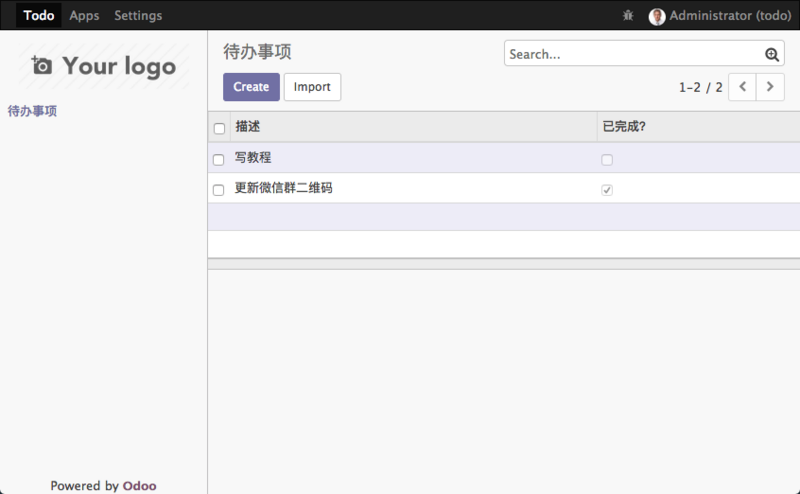 Todo Apps Settings Administrator (todo)
Your logo
待办事项
待办事项
Search...
Create Import 1-2 / 2
描述 已完成?
写教程
更新微信群二维码
Powered by Odoo